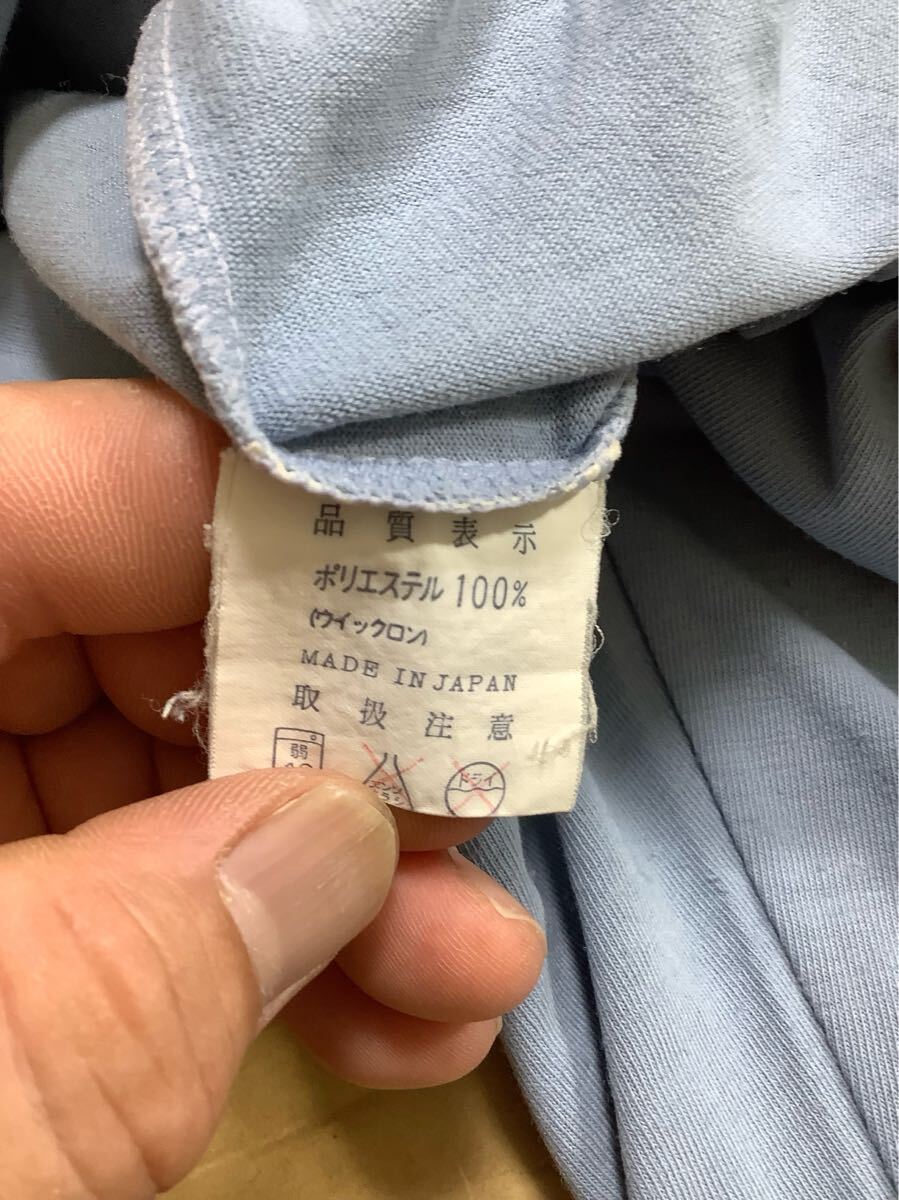 品質表示
ポリエステル 100%
(ウイックロン)
MADE IN JAPAN
取扱注意
弱
ドライ